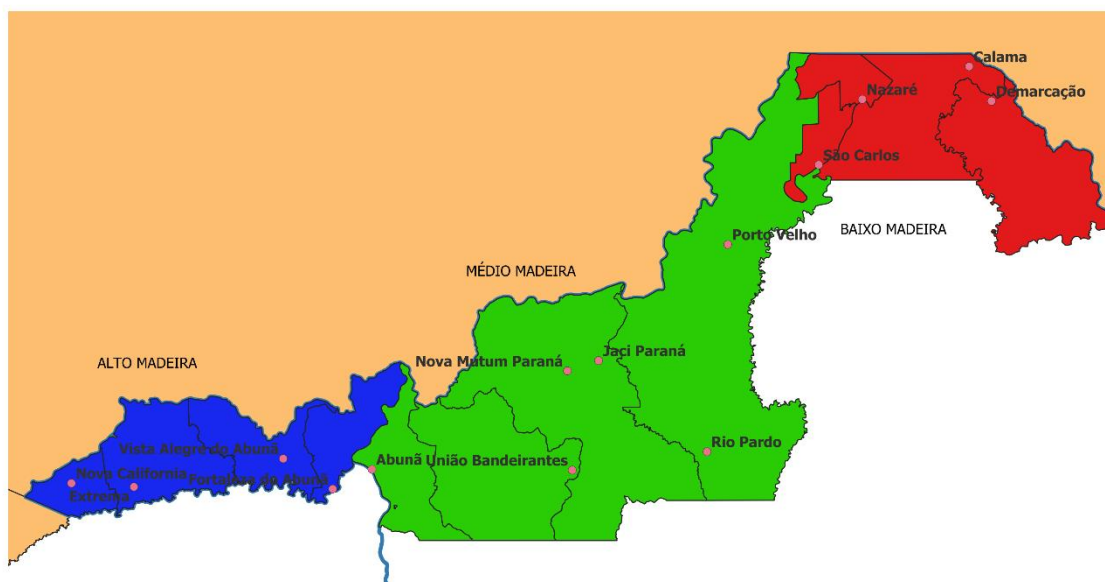 Calama
Nazaré
Demarcação
São Carlos
BAIXO MADEIRA
Porto Velho
MÉDIO MADEIRA
Jaci Paraná
Nova Mutum Paraná
ALTO MADEIRA
Rio Pardo
Vista Alegre do Abunã
Abunã
União Bandeirantes
Nova California
Fortaleza do Abunã
Extrema